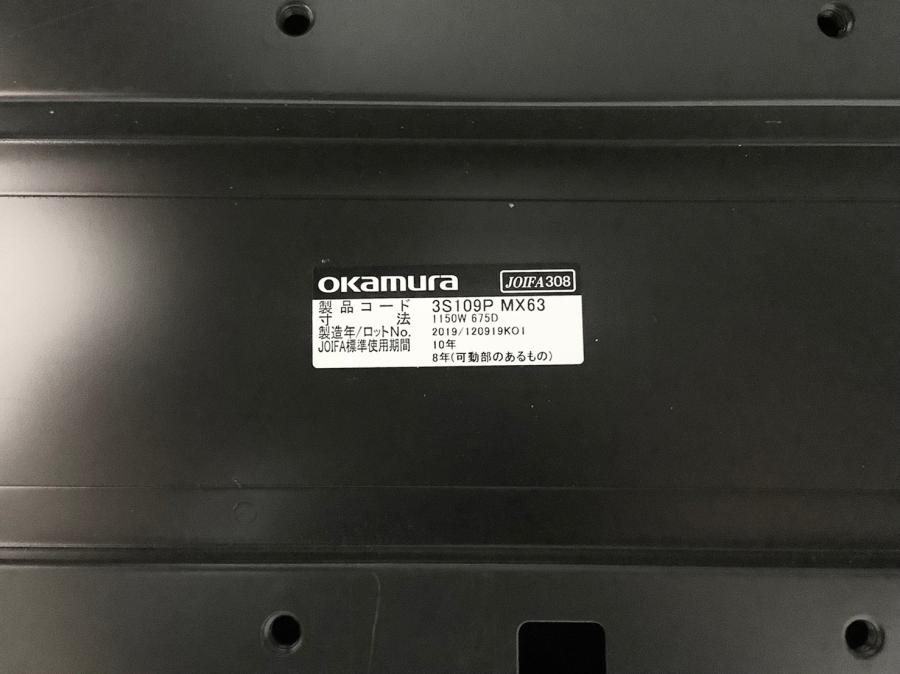 OKAMURA JOIFA308
製品コード 3S109P MX63
寸法 1150W 675D
製造年/ロットNo. 2019/120919K01
JOIFA標準使用期間 10年
8年(可動部のあるもの)